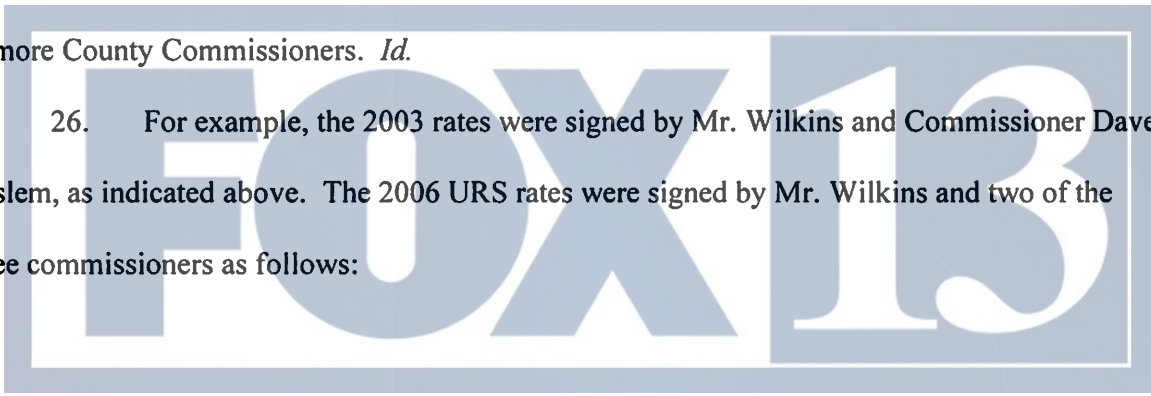 more County Commissioners. Id.
26. For example, the 2003 rates were signed by Mr. Wilkins and Commissioner Dave
slem, as indicated above. The 2006 URS rates were signed by Mr. Wilkins and two of the
ee commissioners as follows:
FOX 13